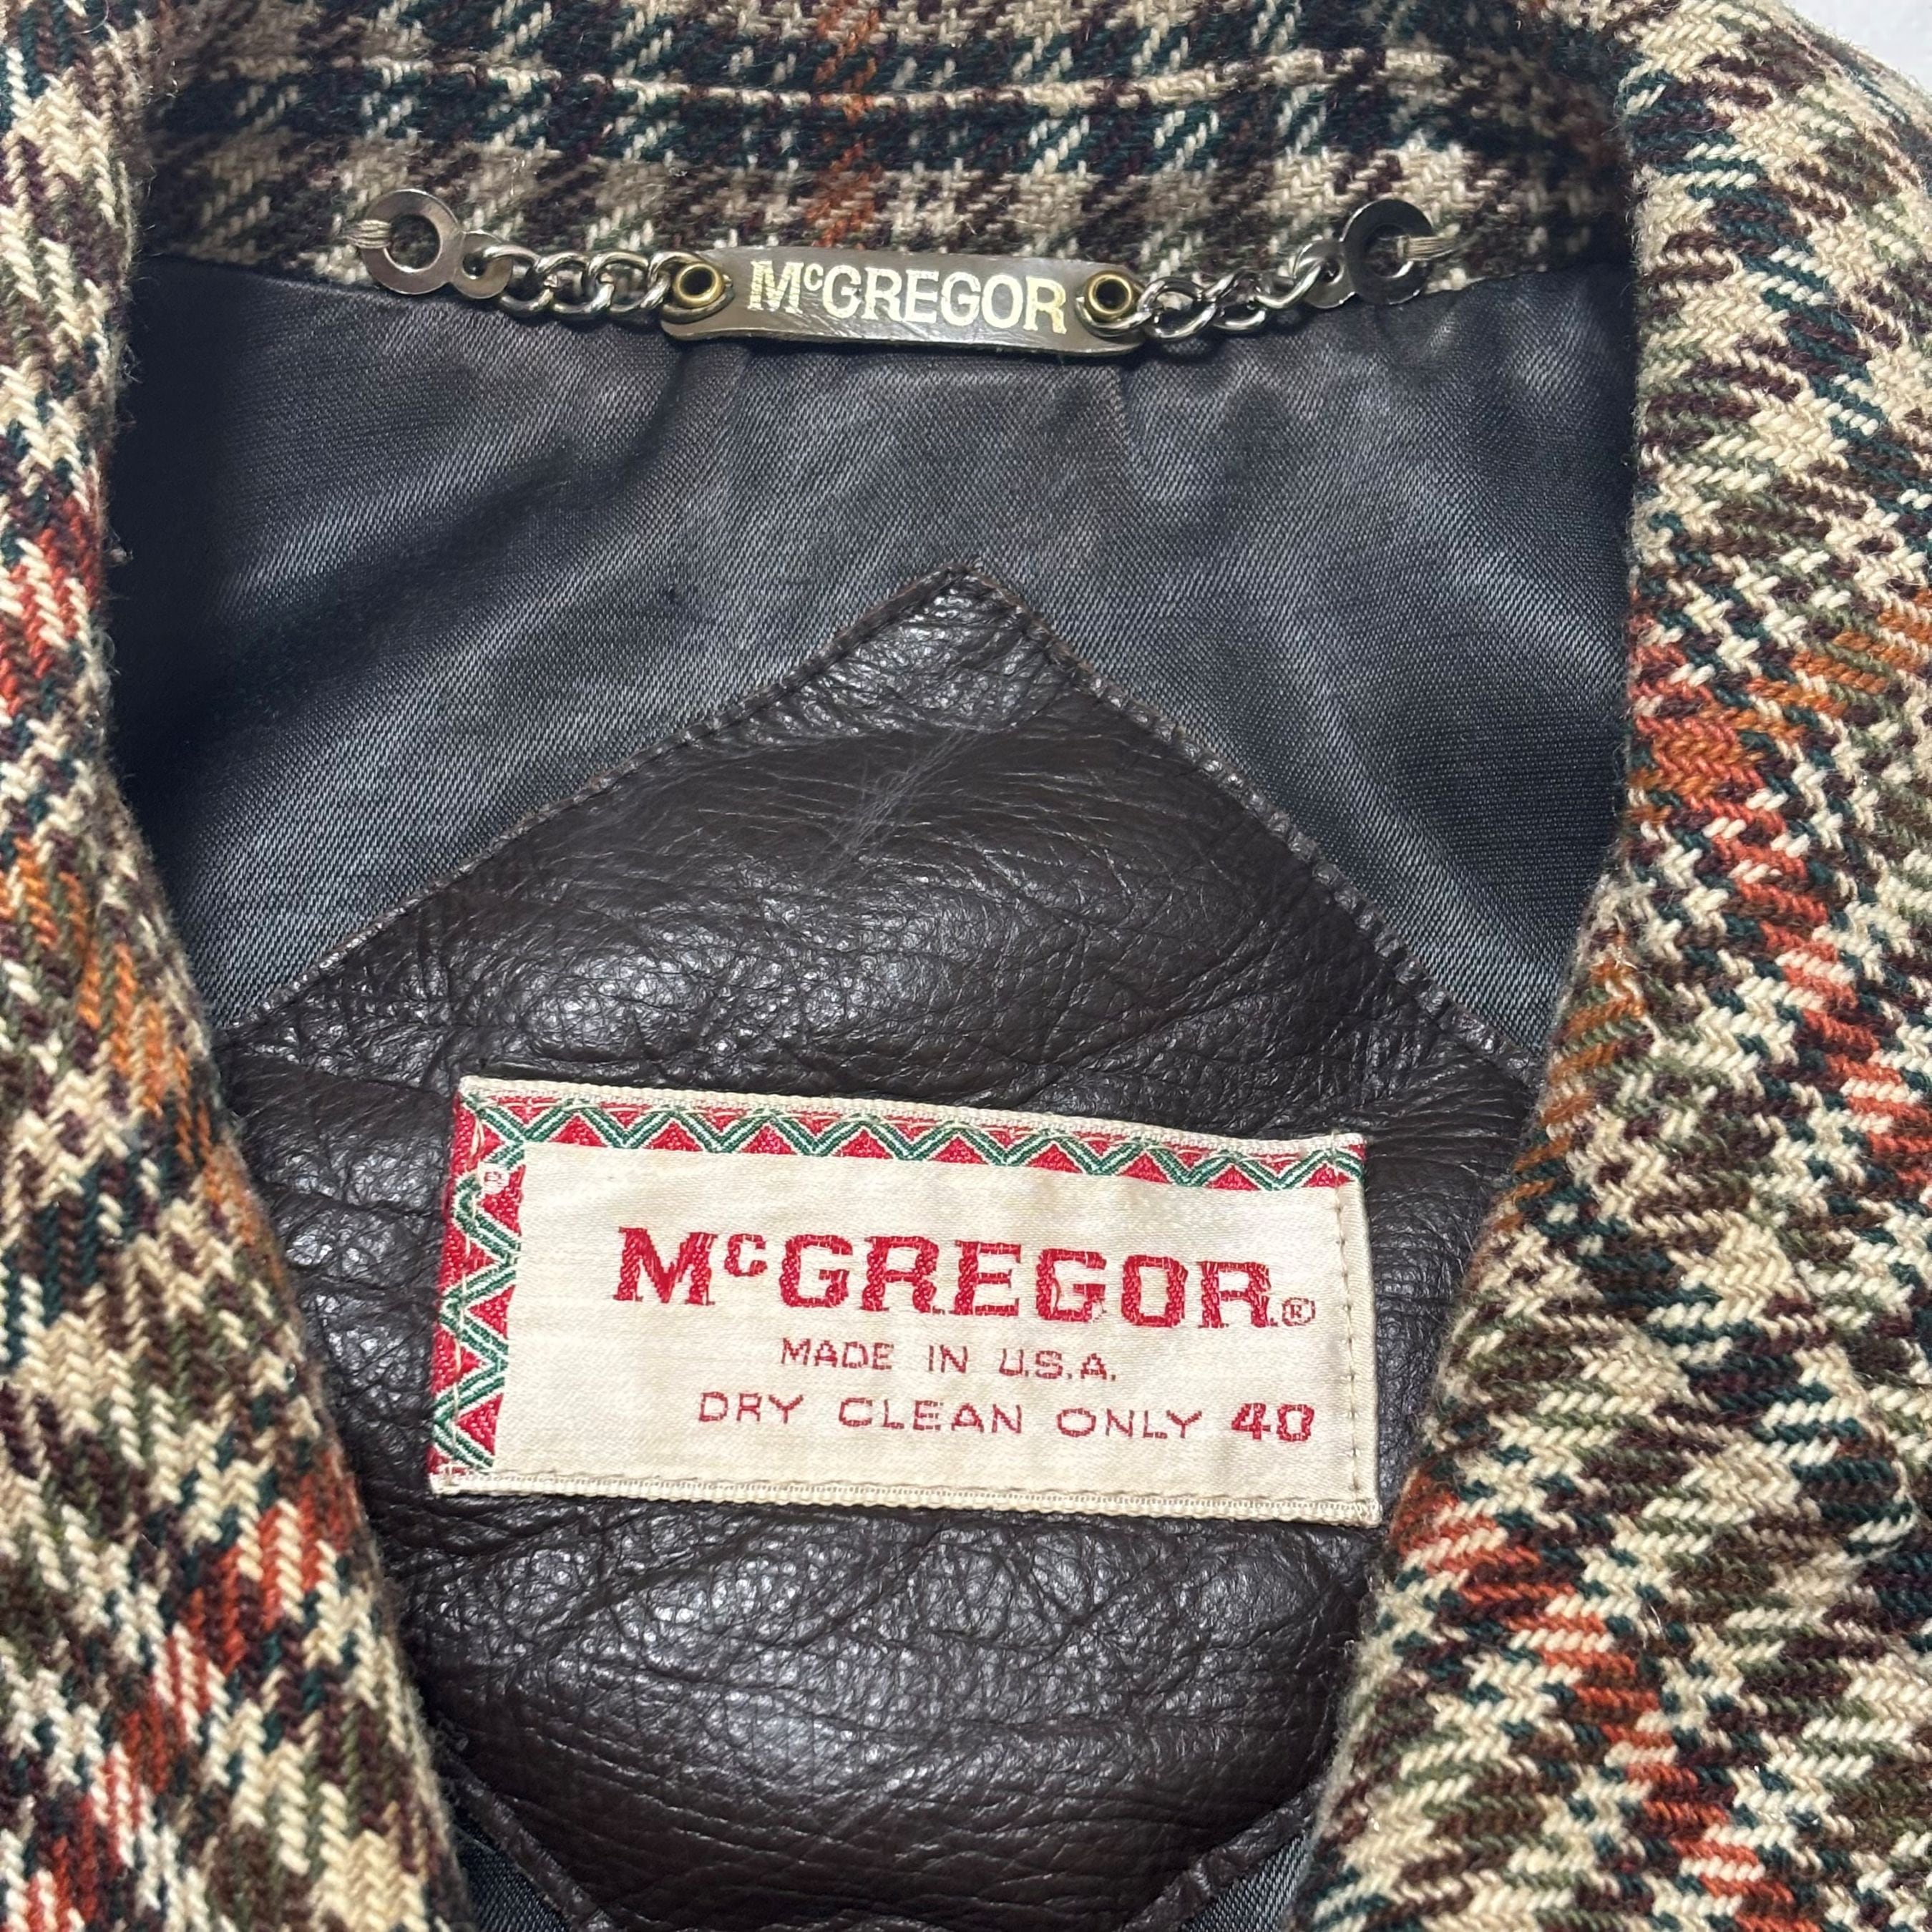 McGREGOR
McGREGOR®
MADE IN U.S.A.
DRY CLEAN ONLY 40